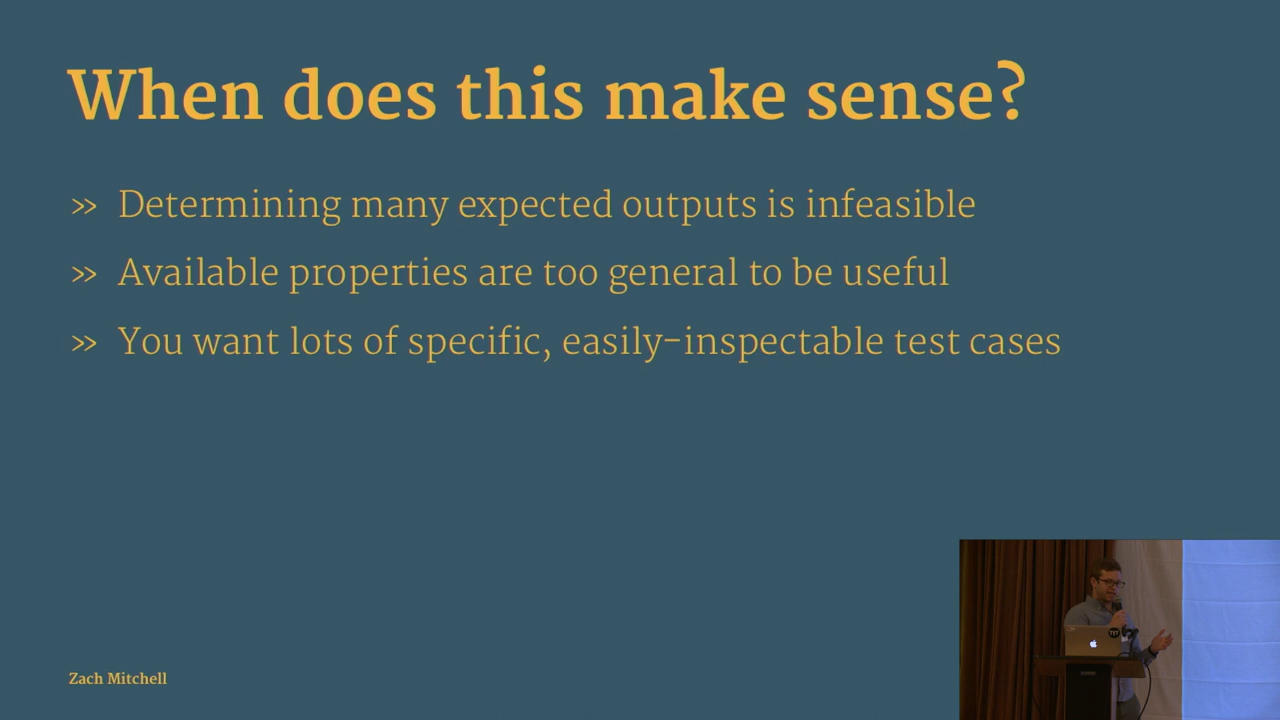 When does this make sense?
» Determining many expected outputs is infeasible
» Available properties are too general to be useful
» You want lots of specific, easily-inspectable test cases
Zach Mitchell